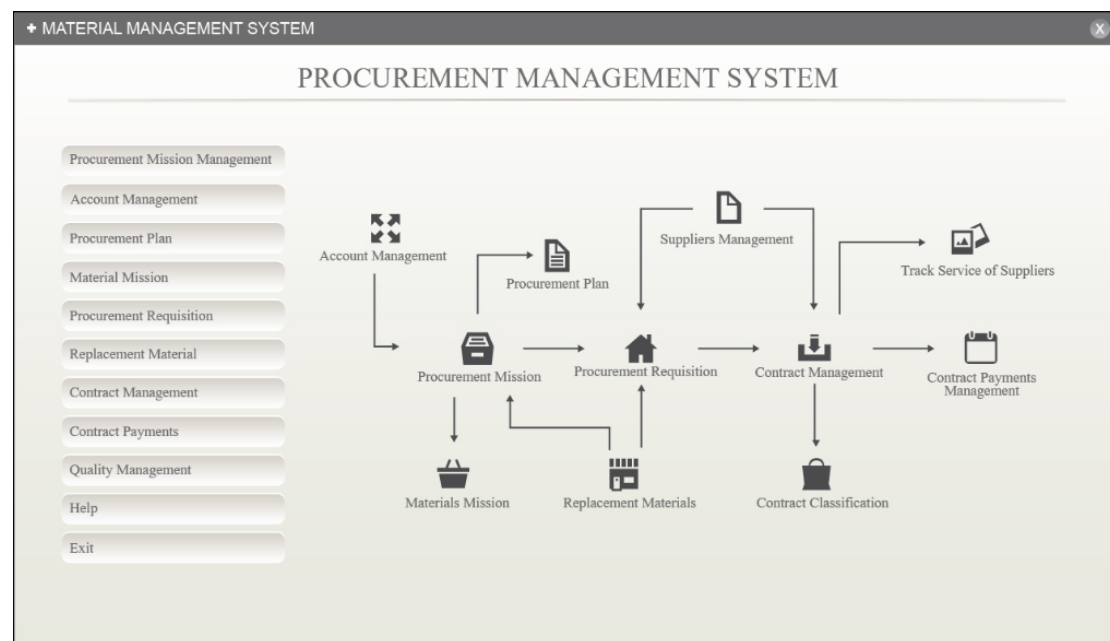 MATERIAL MANAGEMENT SYSTEM
X
PROCUREMENT MANAGEMENT SYSTEM
Procurement Mission Management
Account Management
Procurement Plan
Material Mission
Procurement Requisition
Replacement Material
Contract Management
Contract Payments
Quality Management
Help
Exit
Account Management
Procurement Plan
Suppliers Management
Track Service of Suppliers
Procurement Mission
Procurement Requisition
Contract Management
Contract Payments
Management
Materials Mission
Replacement Materials
Contract Classification